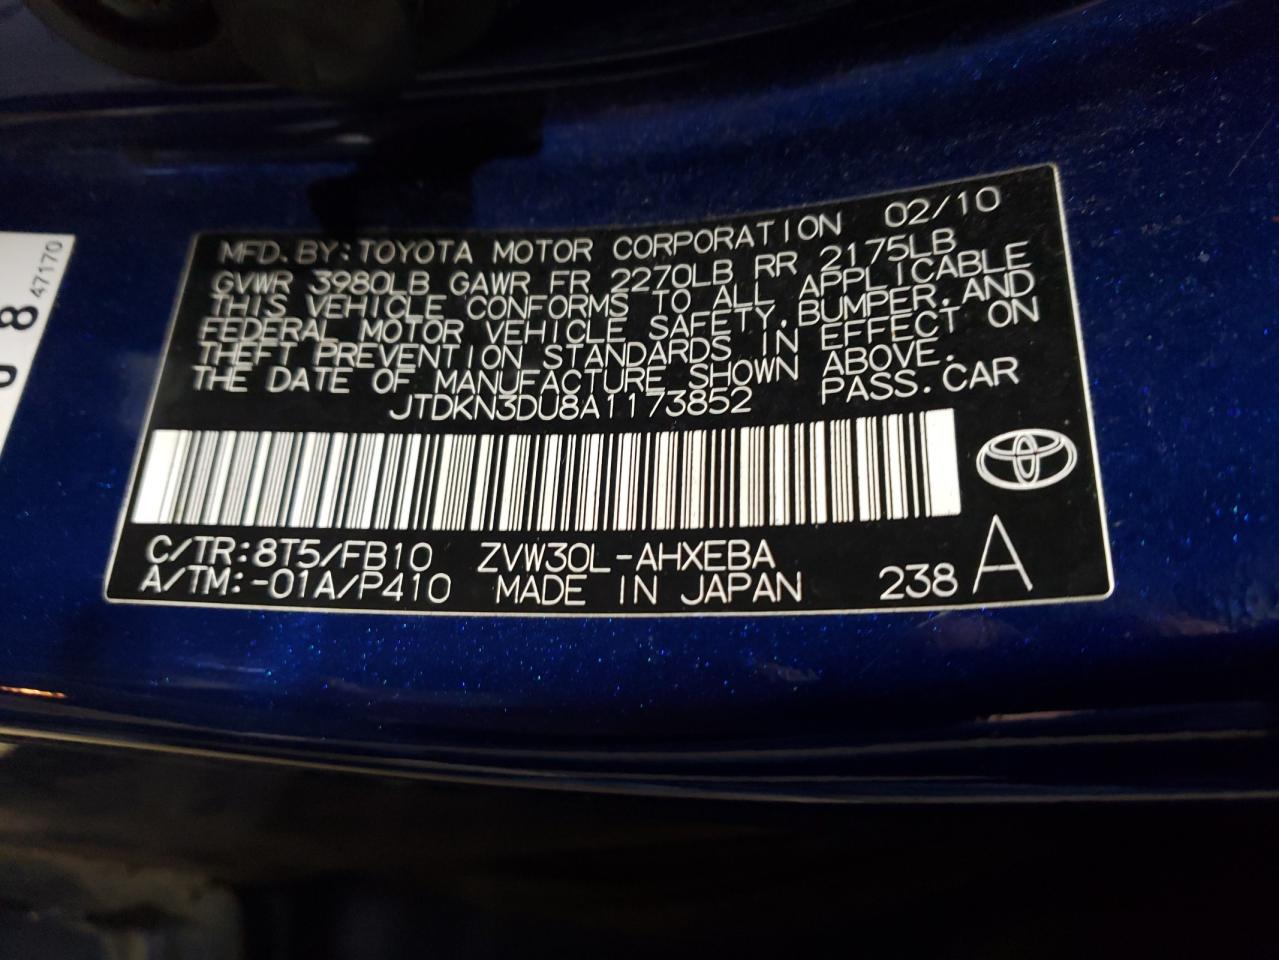 MFD. BY: TOYOTA MOTOR CORPORATION 02/10
GVWR 3980LB GAWR FR 2270LB RR 2175LB
THIS VEHICLE CONFORMS TO ALL APPLICABLE
FEDERAL MOTOR VEHICLE SAFETY, BUMPER, AND
THEFT PREVENTION STANDARDS IN EFFECT ON
THE DATE OF MANUFACTURE SHOWN ABOVE.
JTDKN3DU8A1173852 PASS. CAR
C/TR: 8T5/FB10 ZVW30L-AHXEBA
A/TM: -01A/P410 MADE IN JAPAN 238 A
8
47170